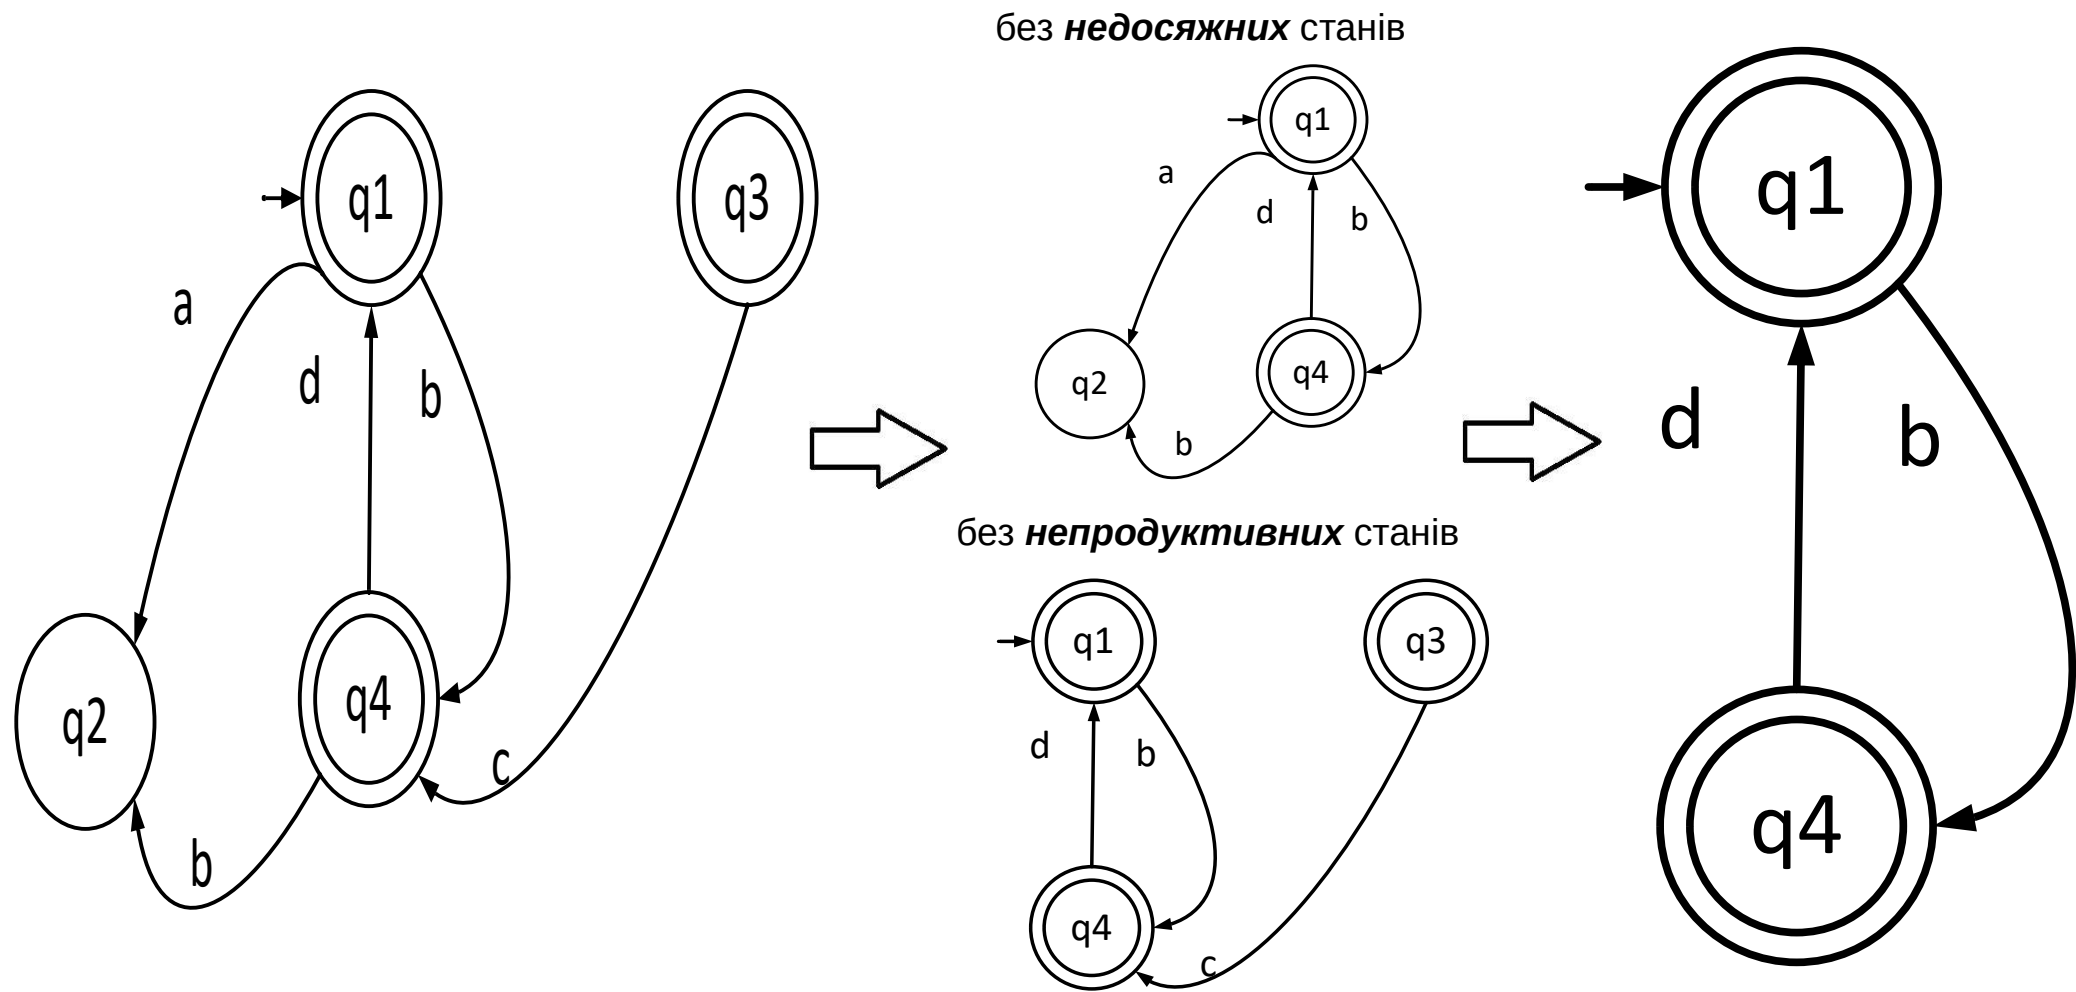 q1
q3
a
d
b
q2
q4
c
b
без недосяжних станів
q1
a
d
b
q2
q4
b
без непродуктивних станів
q1
q3
d
b
q4
c
q1
d
b
q4